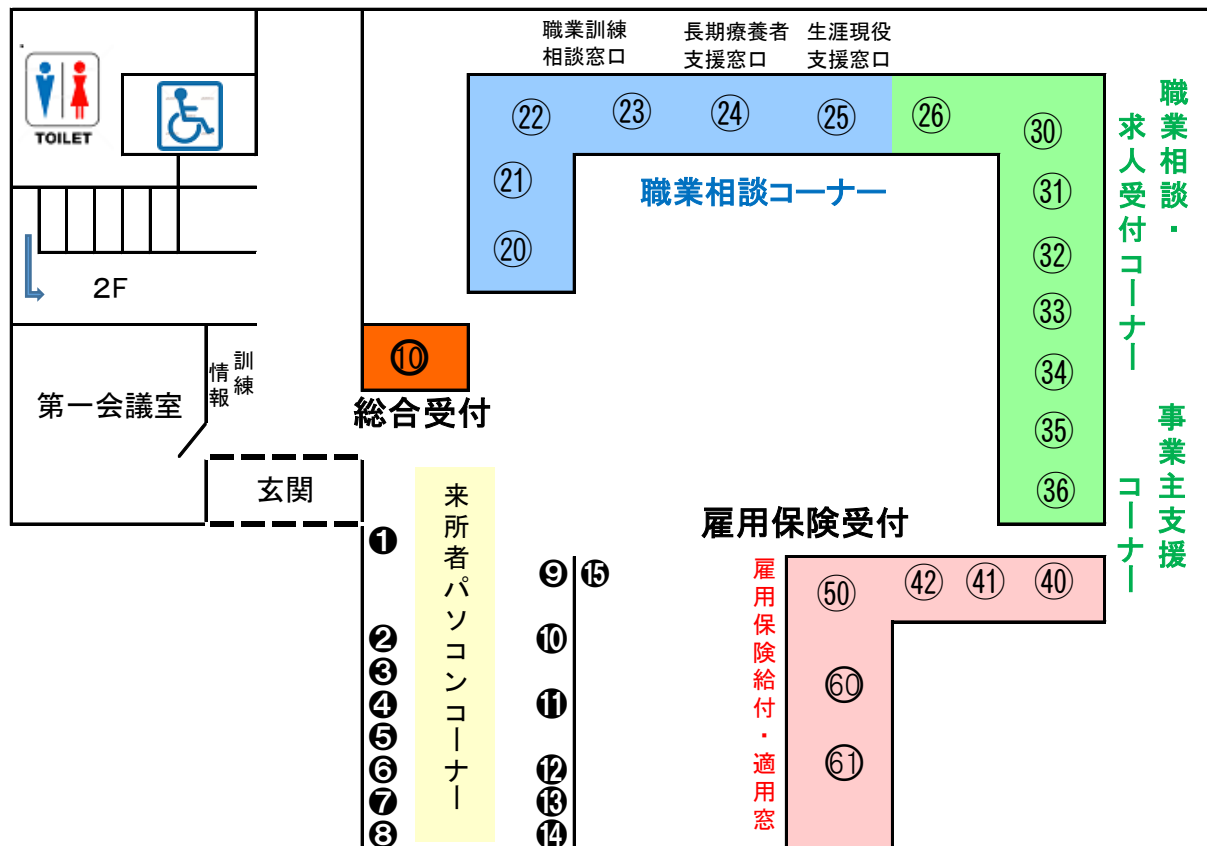 職業訓練
相談窓口
長期療養者
支援窓口
生涯現役
支援窓口
TOILET
㉒
㉓
㉔
㉕
㉖
㉚
㉑
⑳
職業相談コーナー
㉛
㉜
㉝
㉞
㉟
㊱
職業相談・
求人受付コーナー
事業主支援
コーナー
2F
第一会議室
訓練
情報
⑩
総合受付
玄関
来所者パソコンコーナー
❶
❷
❸
❹
❺
❻
❼
❽
❾
⓯
❿
⓫
⓬
⓭
⓮
雇用保険受付
雇用保険給付・適用窓
㊿
㊷
㊶
㊵
60
61